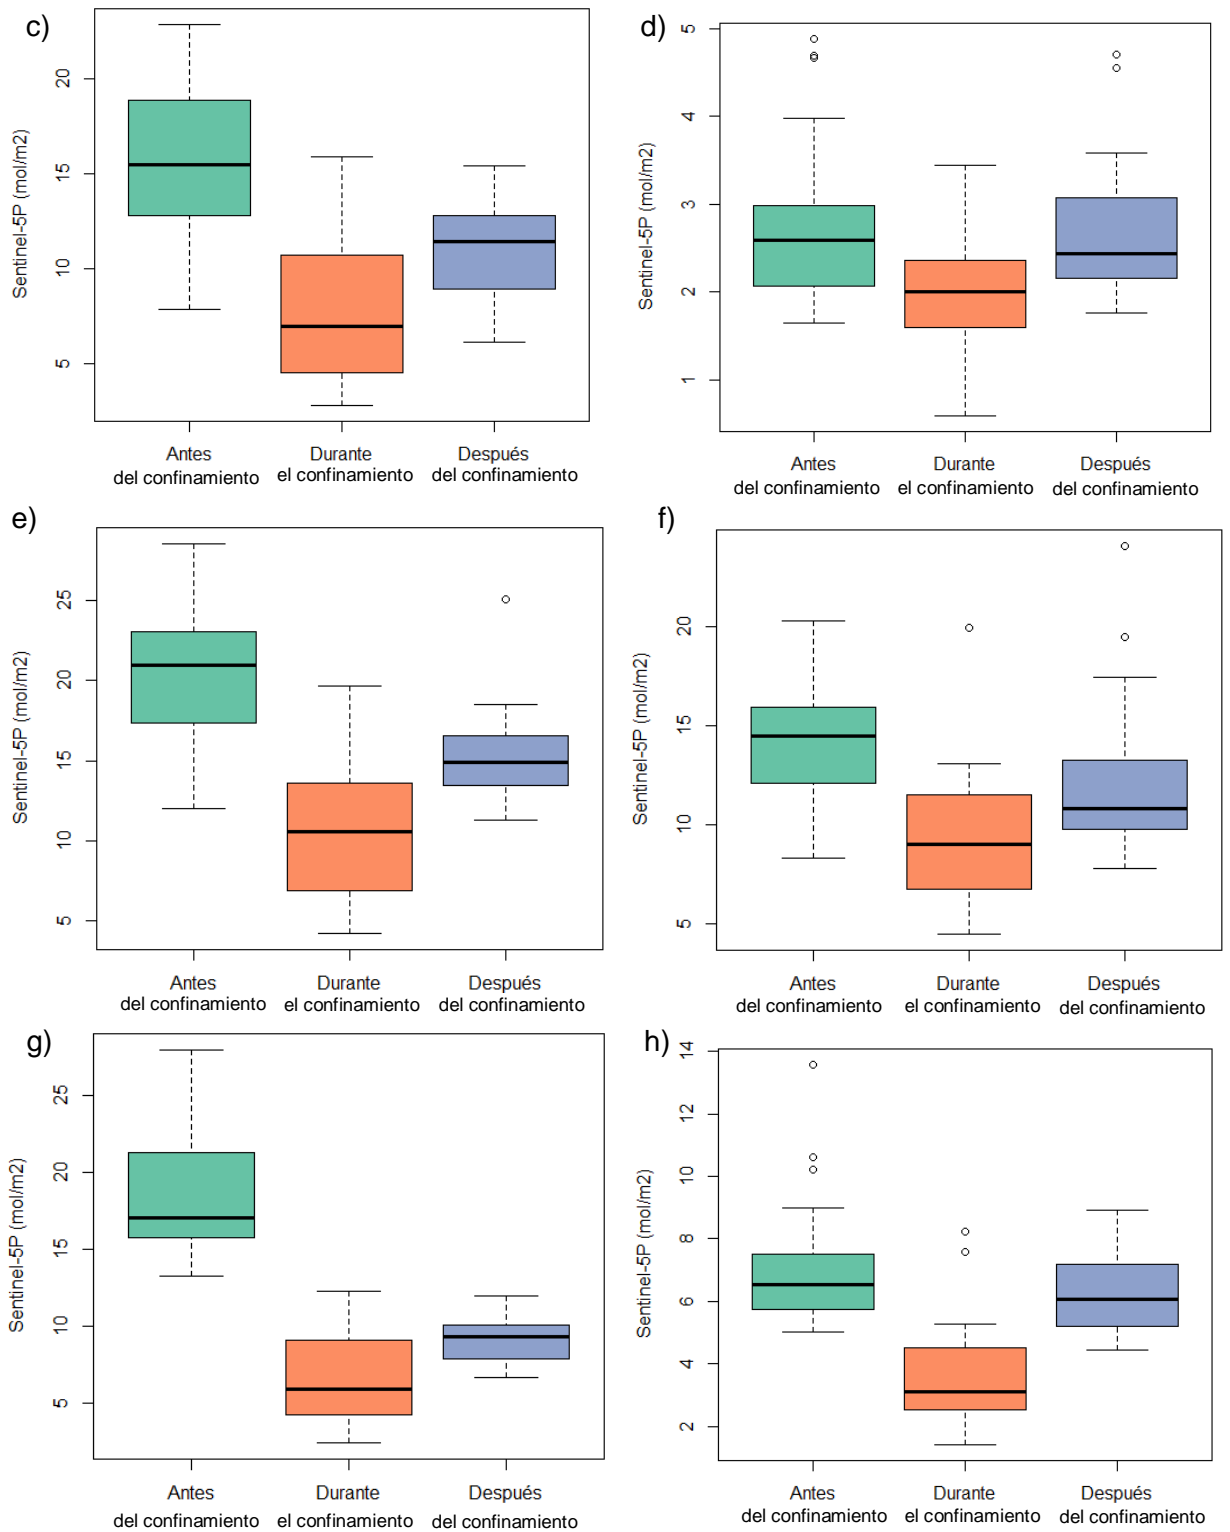 c)
Sentinel-5P (mol/m2)
20
15
10
5
Antes
del confinamiento
Durante
el confinamiento
Después
del confinamiento
d)
Sentinel-5P (mol/m2)
5
4
3
2
1
Antes
del confinamiento
Durante
el confinamiento
Después
del confinamiento
e)
Sentinel-5P (mol/m2)
25
20
15
10
5
Antes
del confinamiento
Durante
el confinamiento
Después
del confinamiento
f)
Sentinel-5P (mol/m2)
20
15
10
5
Antes
del confinamiento
Durante
el confinamiento
Después
del confinamiento
g)
Sentinel-5P (mol/m2)
25
20
15
10
5
Antes
del confinamiento
Durante
el confinamiento
Después
del confinamiento
h)
Sentinel-5P (mol/m2)
14
12
10
8
6
4
2
Antes
del confinamiento
Durante
el confinamiento
Después
del confinamiento